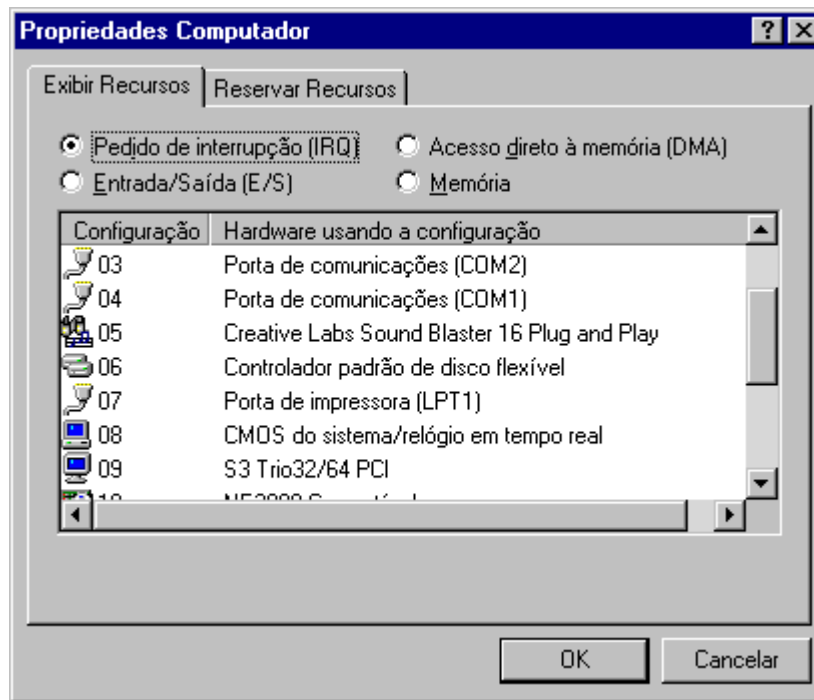 Propriedades Computador
Exibir Recursos Reservar Recursos
Pedido de interrupção (IRQ) Acesso direto à memória (DMA)
Entrada/Saída (E/S) Memória
Configuração Hardware usando a configuração
03 Porta de comunicações (COM2)
04 Porta de comunicações (COM1)
05 Creative Labs Sound Blaster 16 Plug and Play
06 Controlador padrão de disco flexível
07 Porta de impressora (LPT1)
08 CMOS do sistema/relógio em tempo real
09 S3 Trio32/64 PCI
OK Cancelar